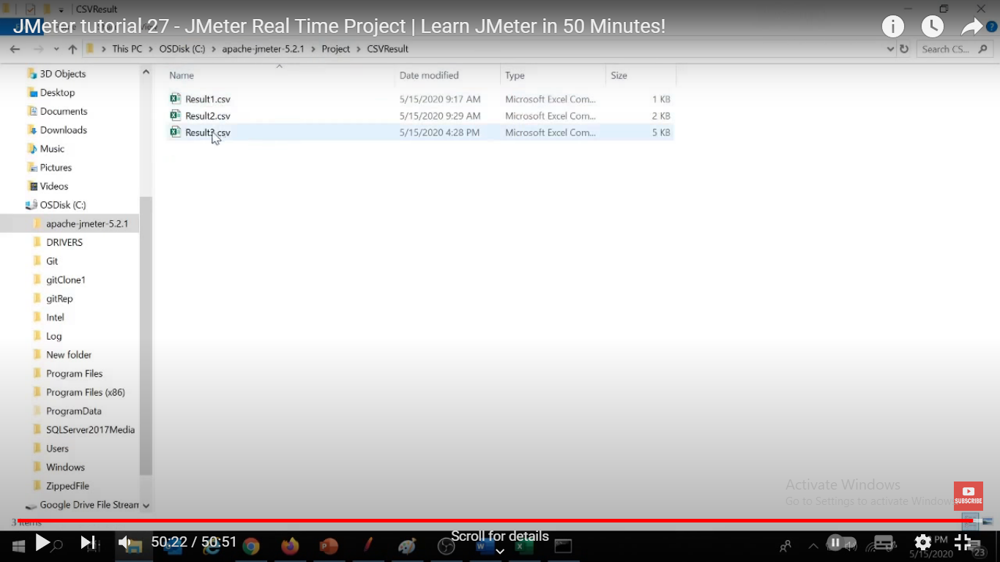 CSVResult
JMeter tutorial 27 - JMeter Real Time Project | Learn JMeter in 50 Minutes!
This PC > OSDisk (C:) > apache-jmeter-5.2.1 > Project > CSVResult
Search CS...
Name Date modified Type Size
Result1.csv 5/15/2020 9:17 AM Microsoft Excel Com... 1 KB
Result2.csv 5/15/2020 9:29 AM Microsoft Excel Com... 2 KB
5/15/2020 4:28 PM Microsoft Excel Com... 5 KB
3D Objects
Desktop
Documents
Downloads
Music
Pictures
Videos
OSDisk (C:)
apache-jmeter-5.2.1
DRIVERS
Git
gitClone1
gitRep
Intel
Log
New folder
Program Files
Program Files (x86)
ProgramData
SQLServer2017Media
Users
Windows
ZippedFile
Google Drive File Stream
3 items
Activate Windows
Go to Settings to activate Windows
SUBSCRIBE
50:22 / 50:51
Scroll for details
PM
5/15/2020
23